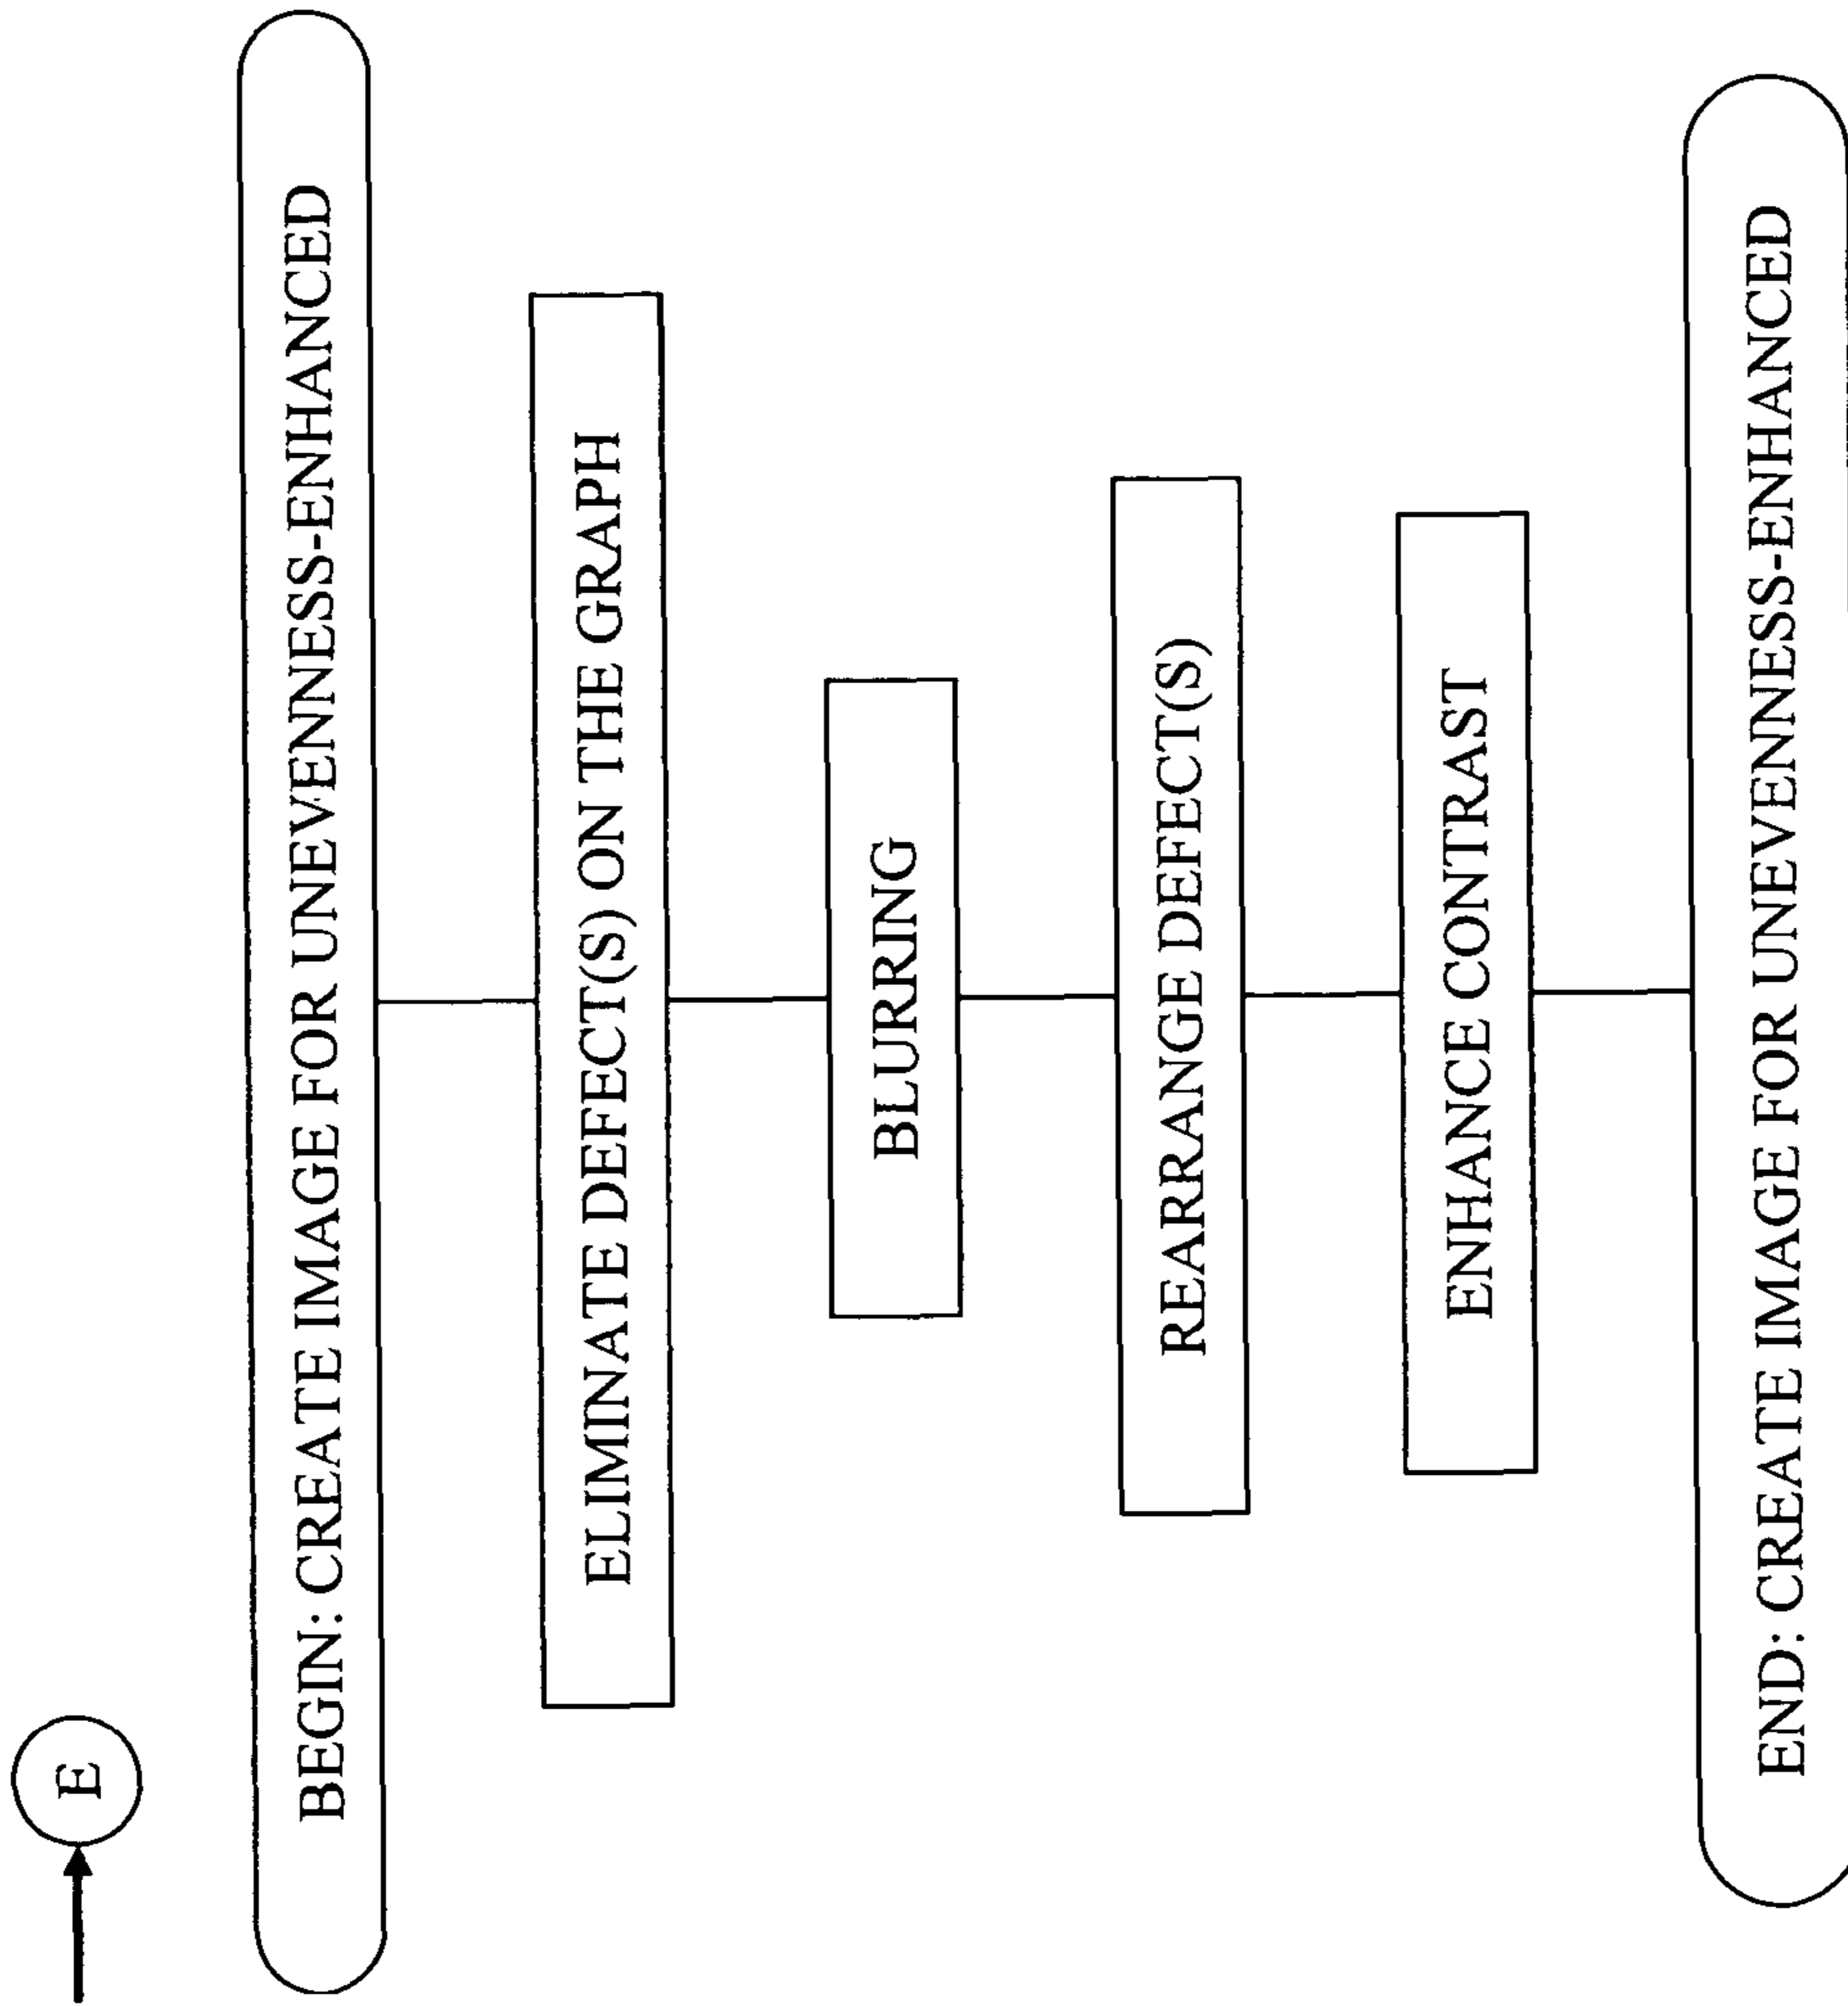 E
BEGIN: CREATE IMAGE FOR UNEVENNESS-ENHANCED
ELIMINATE DEFECT(S) ON THE GRAPH
BLURRING
REARRANGE DEFECT(S)
ENHANCE CONTRAST
END: CREATE IMAGE FOR UNEVENNESS-ENHANCED